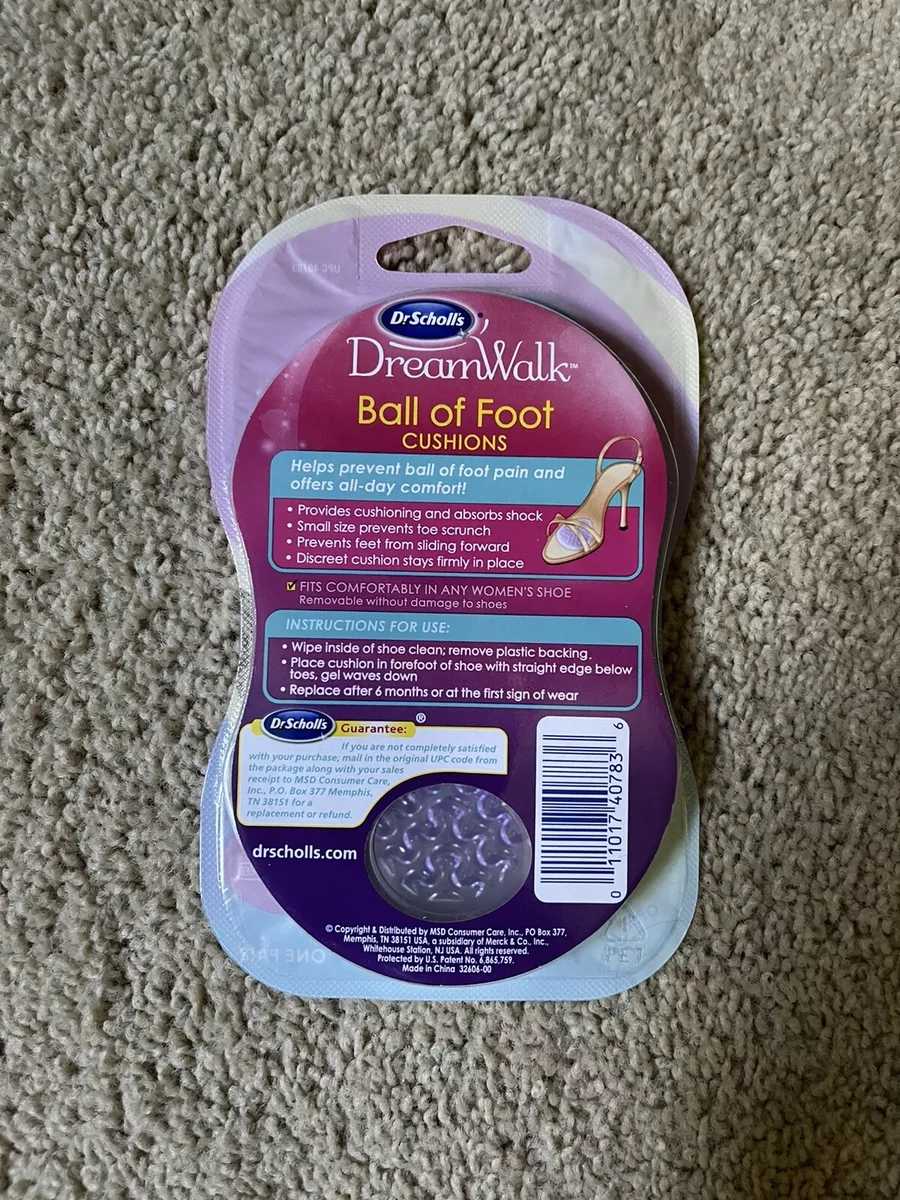 Dr Scholl's
DreamWalk™
Ball of Foot
CUSHIONS
Helps prevent ball of foot pain and
offers all-day comfort!
• Provides cushioning and absorbs shock
• Small size prevents toe scrunch
• Prevents feet from sliding forward
• Discreet cushion stays firmly in place
FITS COMFORTABLY IN ANY WOMEN'S SHOE
Removable without damage to shoes
INSTRUCTIONS FOR USE:
• Wipe inside of shoe clean; remove plastic backing.
• Place cushion in forefoot of shoe with straight edge below
toes, gel waves down
• Replace after 6 months or at the first sign of wear
Dr Scholl's Guarantee: ®
If you are not completely satisfied
with your purchase, mail in the original UPC code from
the package along with your sales
receipt to MSD Consumer Care,
Inc., P.O. Box 377 Memphis,
TN 38151 for a
replacement or refund.
drscholls.com
0 11017 40783 6
© Copyright & Distributed by MSD Consumer Care, Inc., PO Box 377,
Memphis, TN 38151 USA, a subsidiary of Merck & Co., Inc.,
Whitehouse Station, NJ USA. All rights reserved.
Protected by U.S. Patent No. 6,865,759.
Made in China 32606-00
UPC 40783
ONE PAIR